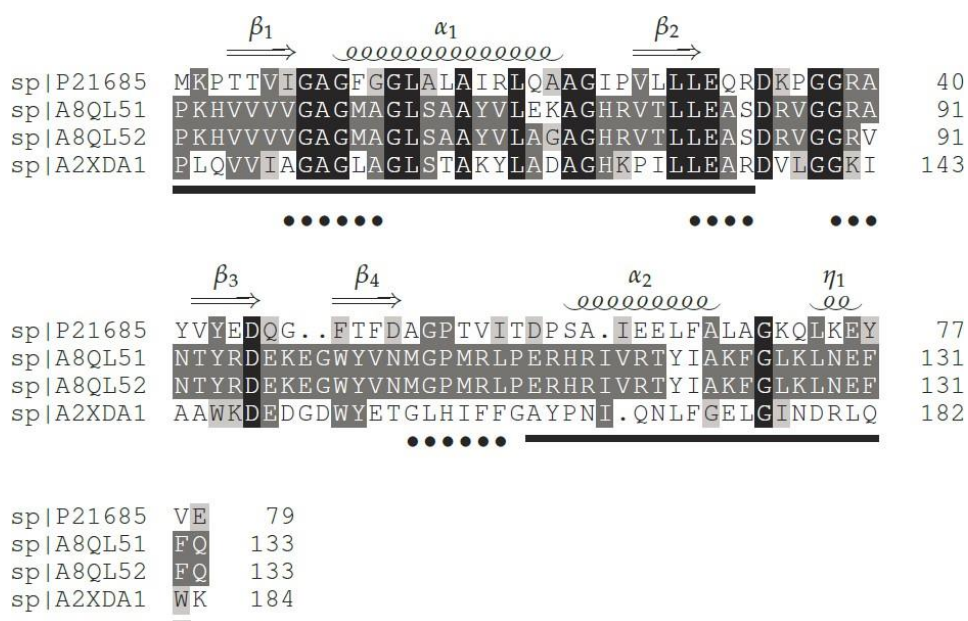 β1 α1 β2
sp|P21685 MKPTTVIGAGFGGLALAIRLQAAGIPVLLLEQRDKPGGRA 40
sp|A8QL51 PKHVVVVGAGMAGLSAAYVLEKAGHRVTLLEASDRVGGRA 91
sp|A8QL52 PKHVVVVGAGMAGLSAAYVLAGAGHRVTLLEASDRVGGRV 91
sp|A2XDA1 PLQVVIAGAGLAGLSTAKYLADAGHKPILLEARDVLGGKI 143
β3 β4 α2 η1
sp|P21685 YVYEDQG..FTFDAGPTVITDPSA.IEELFALAGKQLKEY 77
sp|A8QL51 NTYRDEKEGWYVNMGPMRLPERHRIVRTYIAKFGLKLNEF 131
sp|A8QL52 NTYRDEKEGWYVNMGPMRLPERHRIVRTYIAKFGLKLNEF 131
sp|A2XDA1 AAWKDEDGDWYETGLHIFFGAYPNI.QNLFGELGINDRLQ 182
sp|P21685 VE 79
sp|A8QL51 FQ 133
sp|A8QL52 FQ 133
sp|A2XDA1 WK 184